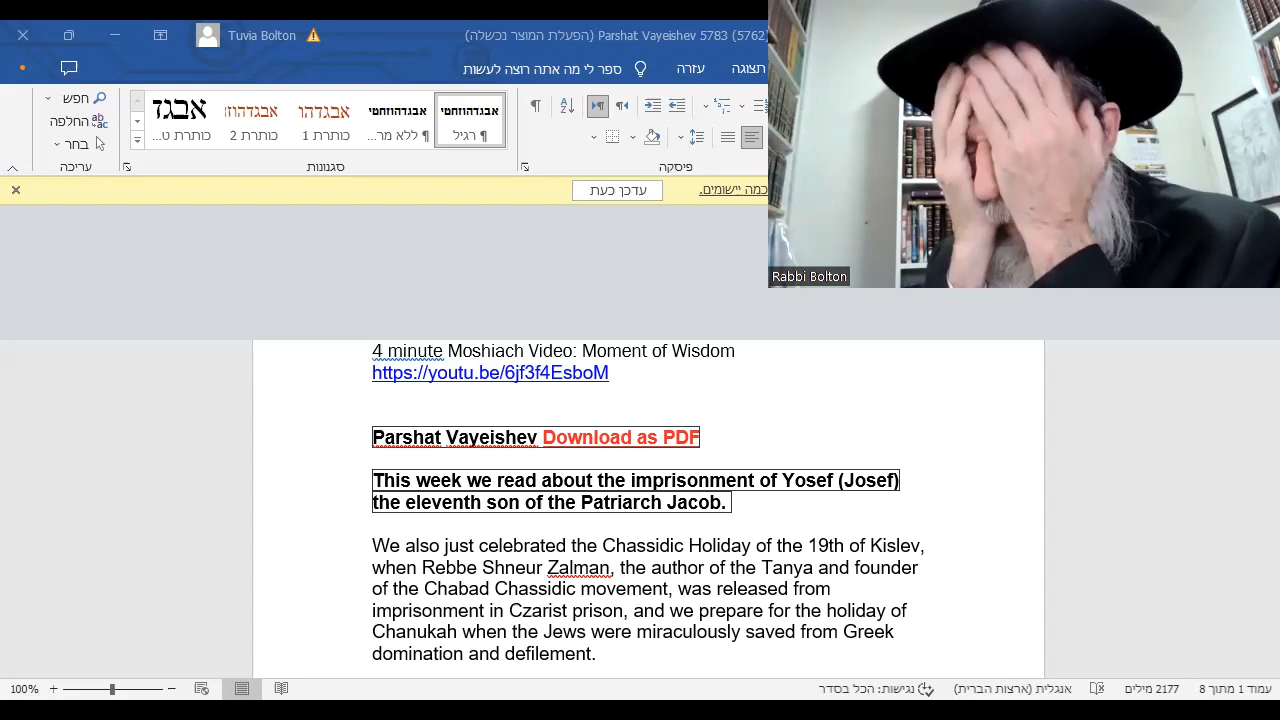 Tuvia Bolton
Parshat Vayeishev 5783 (5762) (הפעלת המוצר נכשלה)
תצוגה
עזרה
ספר לי מה אתה רוצה לעשות
אבגדהוזחטי
¶ רגיל
אבגדהוזחטי
¶ ללא מר...
אבגדהו
כותרת 1
אבגדהוזו
כותרת 2
אבגד
כותרת ט...
חפש
החלפה
בחר
פיסקה
סגנונות
עריכה
כמה יישומים.
עדכן כעת
Rabbi Bolton
4 minute Moshiach Video: Moment of Wisdom
https://youtu.be/6jf3f4EsboM
Parshat Vayeishev Download as PDF
This week we read about the imprisonment of Yosef (Josef)
the eleventh son of the Patriarch Jacob.
We also just celebrated the Chassidic Holiday of the 19th of Kislev,
when Rebbe Shneur Zalman, the author of the Tanya and founder
of the Chabad Chassidic movement, was released from
imprisonment in Czarist prison, and we prepare for the holiday of
Chanukah when the Jews were miraculously saved from Greek
domination and defilement.
עמוד 1 מתוך 8
2177 מילים
אנגלית (ארצות הברית)
נגישות: הכל בסדר
100%